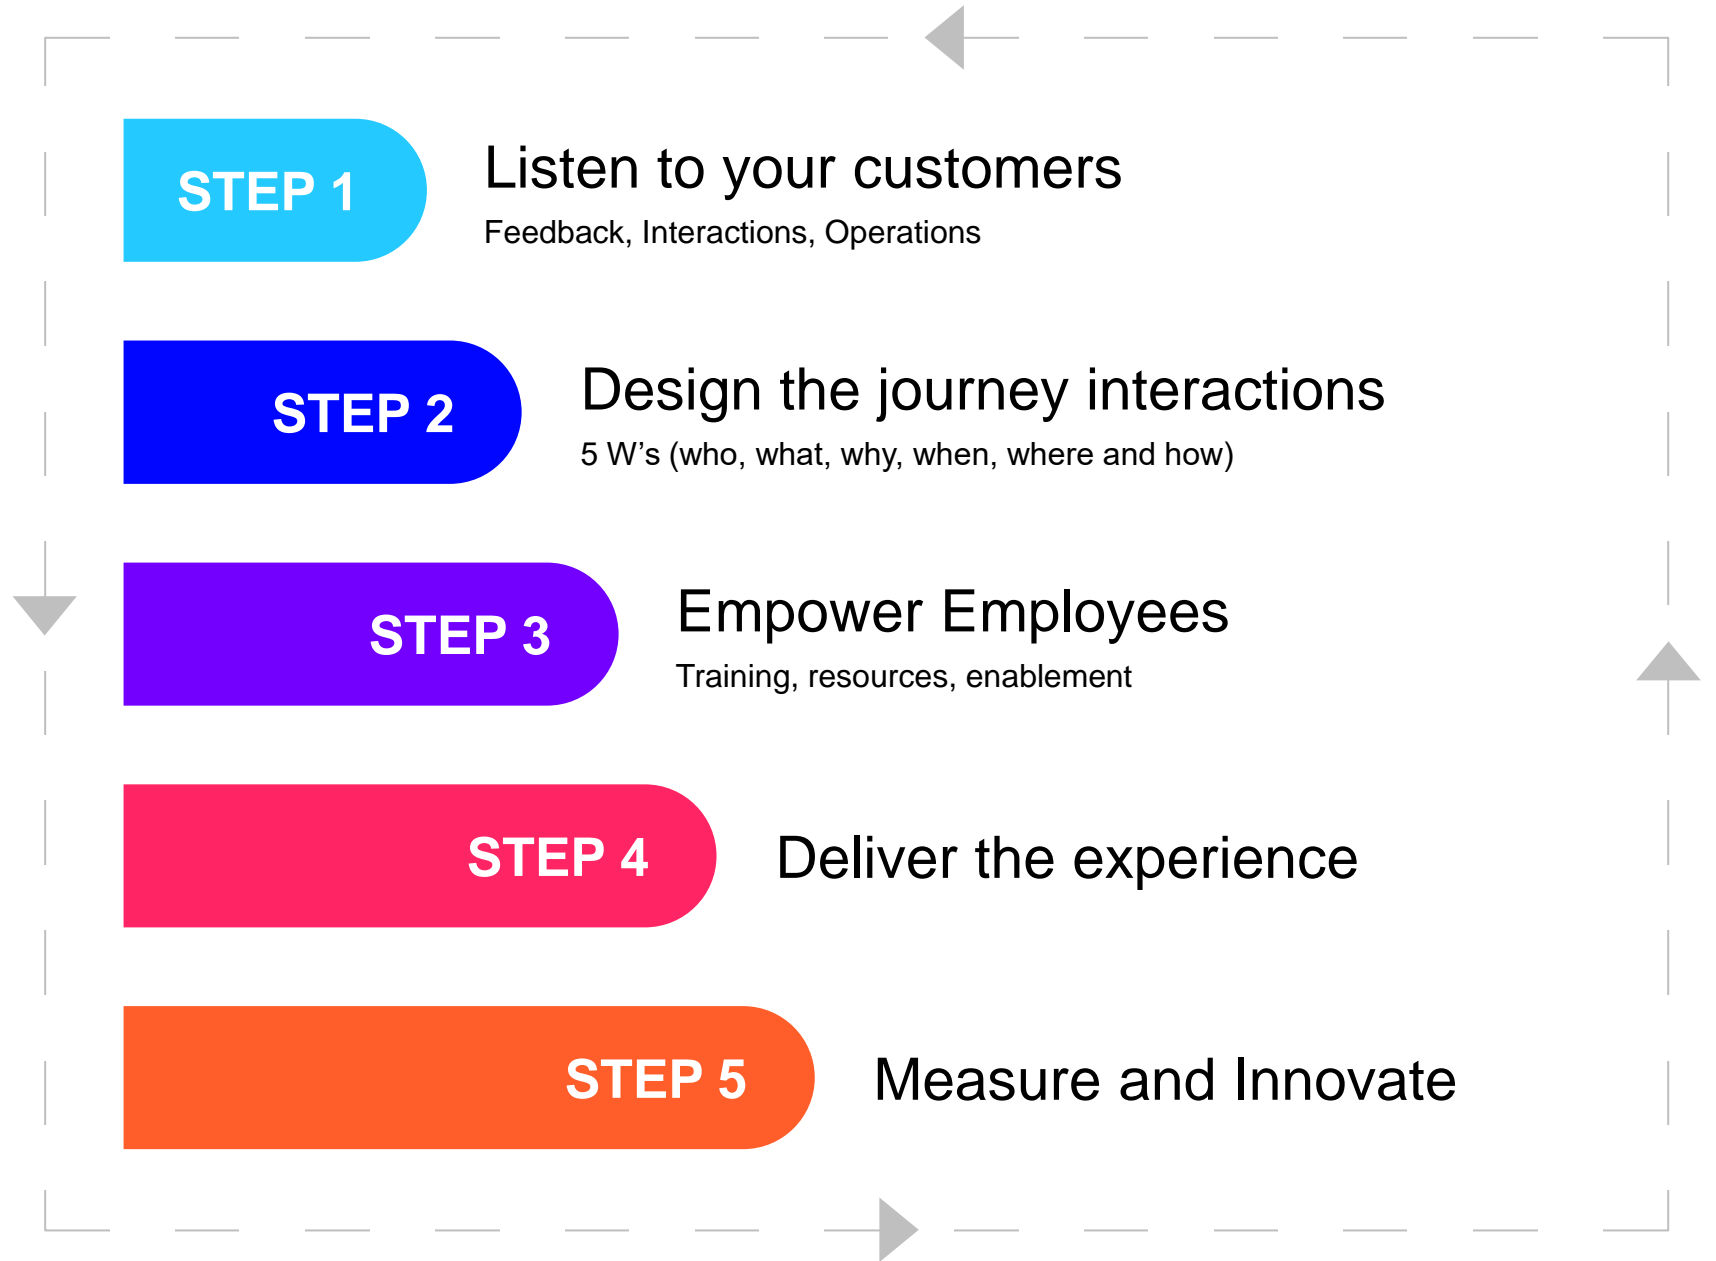 STEP 1
Listen to your customers
Feedback, Interactions, Operations
STEP 2
Design the journey interactions
5 W’s (who, what, why, when, where and how)
STEP 3
Empower Employees
Training, resources, enablement
STEP 4
Deliver the experience
STEP 5
Measure and Innovate